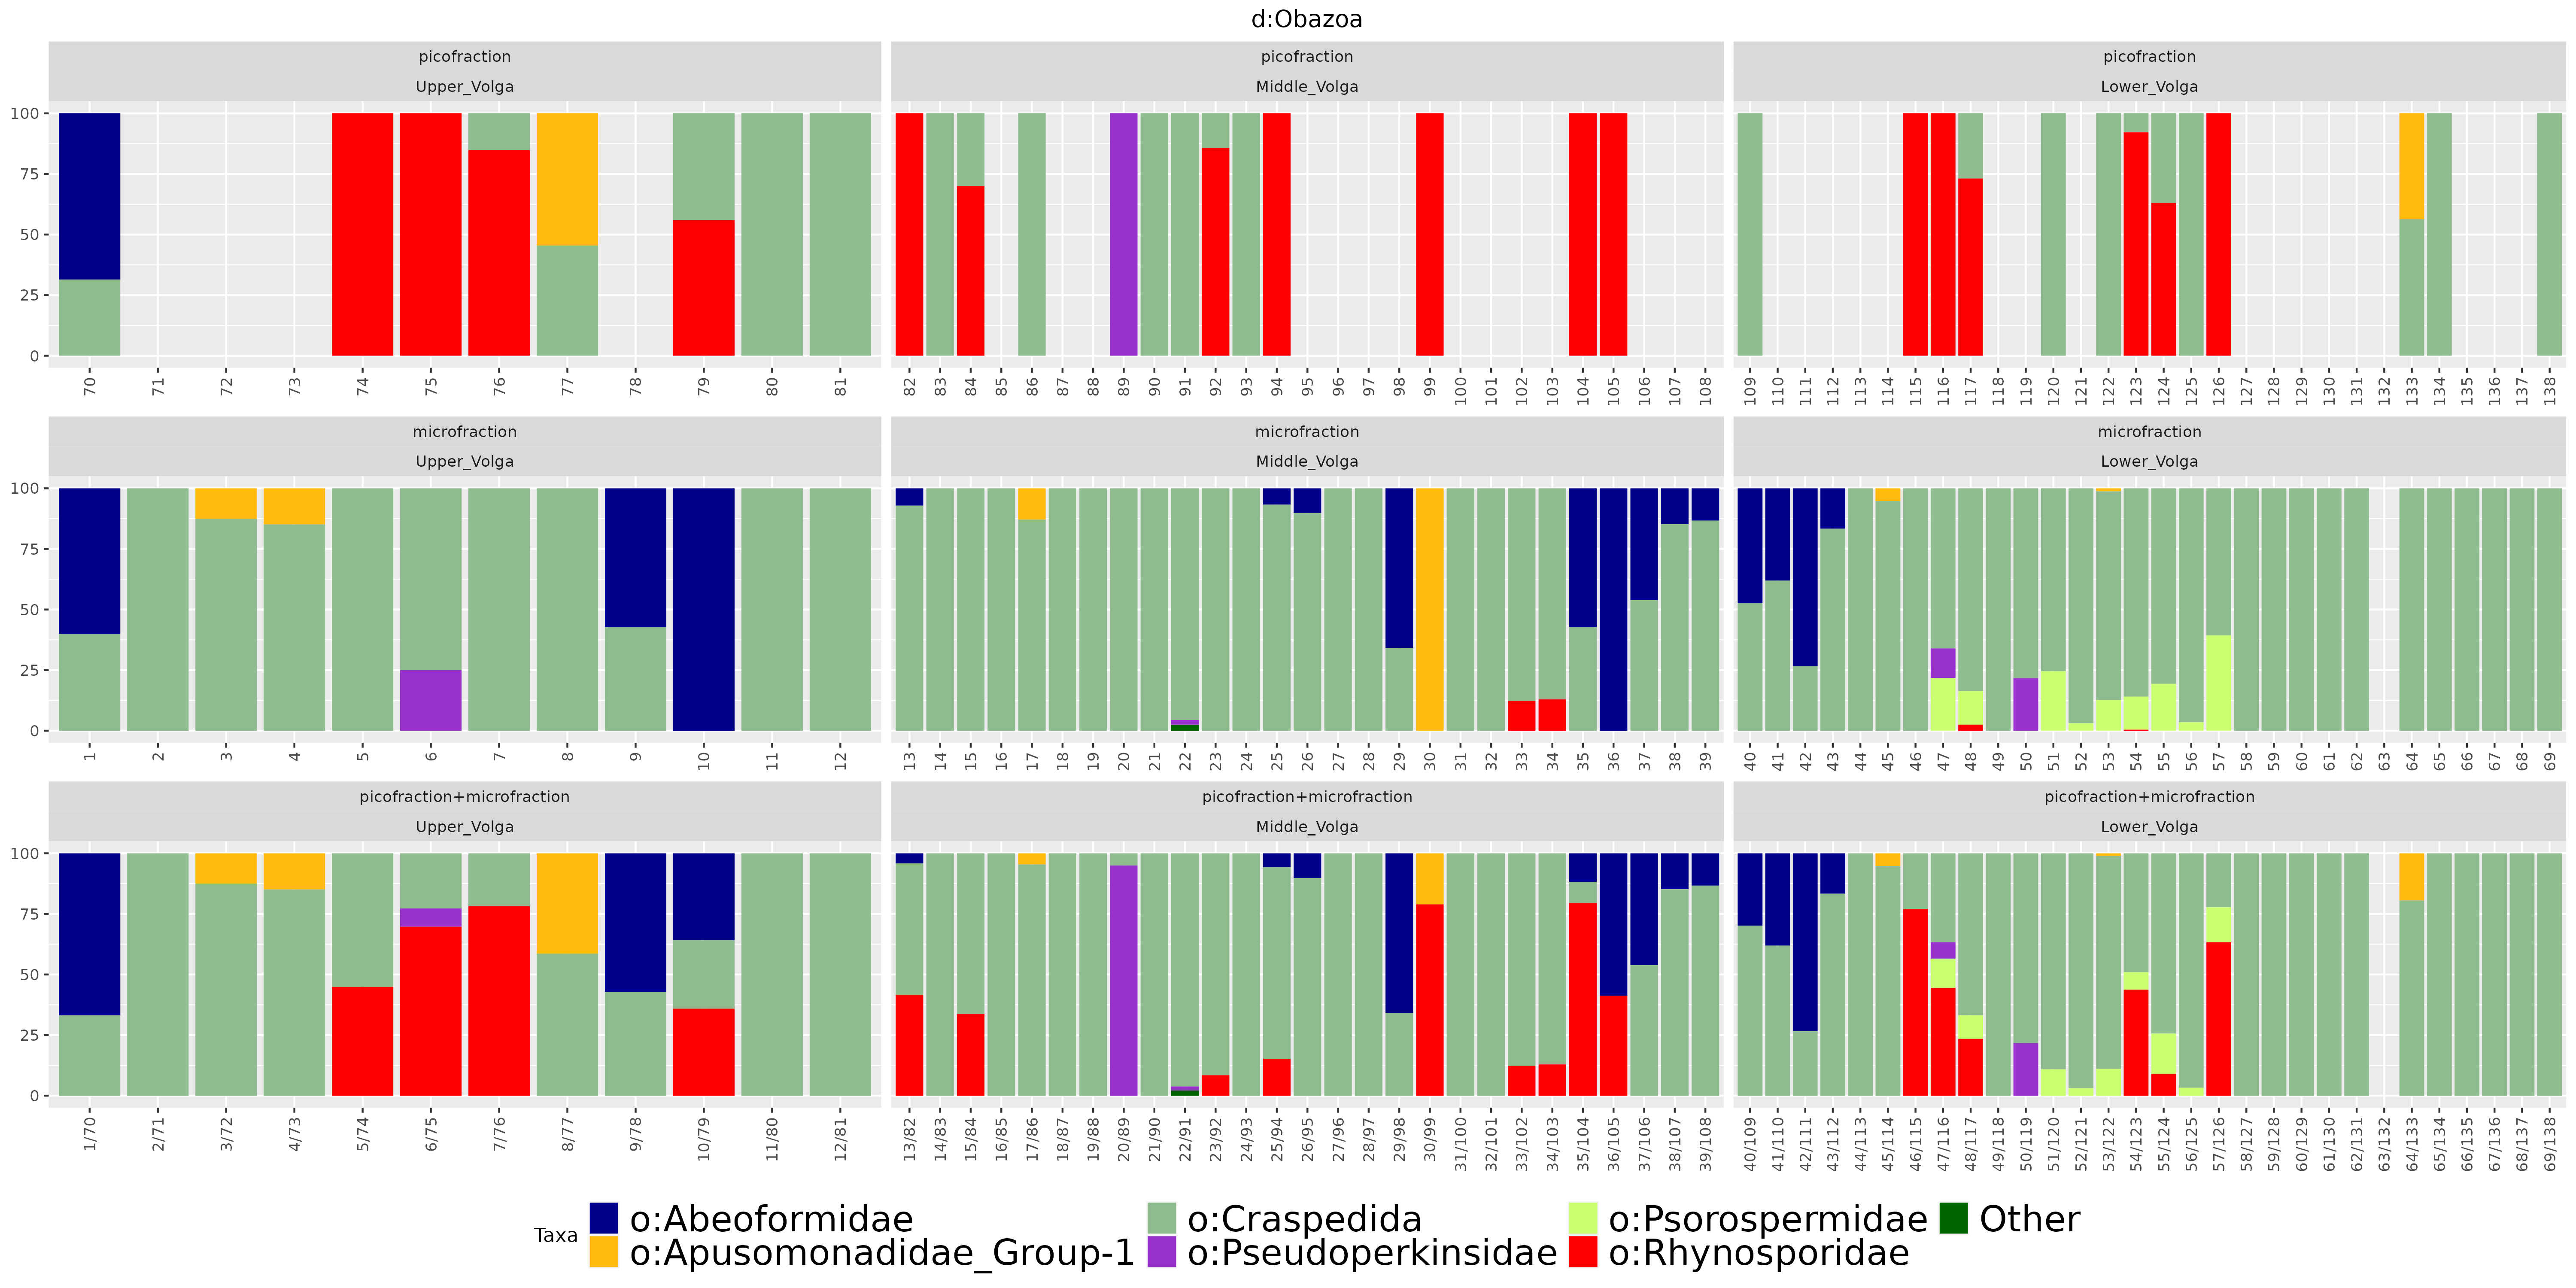 d:Obazoa
picofraction picofraction picofraction
Upper_Volga Middle_Volga Lower_Volga
100
75
50
25
0
70 71 72 73 74 75 76 77 78 79 80 81 82 83 84 85 86 87 88 89 90 91 92 93 94 95 96 97 98 99 100 101 102 103 104 105 106 107 108 109 110 111 112 113 114 115 116 117 118 119 120 121 122 123 124 125 126 127 128 129 130 131 132 133 134 135 136 137 138
microfraction microfraction microfraction
Upper_Volga Middle_Volga Lower_Volga
100
75
50
25
0
1 2 3 4 5 6 7 8 9 10 11 12 13 14 15 16 17 18 19 20 21 22 23 24 25 26 27 28 29 30 31 32 33 34 35 36 37 38 39 40 41 42 43 44 45 46 47 48 49 50 51 52 53 54 55 56 57 58 59 60 61 62 63 64 65 66 67 68 69
picofraction+microfraction picofraction+microfraction picofraction+microfraction
Upper_Volga Middle_Volga Lower_Volga
100
75
50
25
0
1/70 2/71 3/72 4/73 5/74 6/75 7/76 8/77 9/78 10/79 11/80 12/81 13/82 14/83 15/84 16/85 17/86 18/87 19/88 20/89 21/90 22/91 23/92 24/93 25/94 26/95 27/96 28/97 29/98 30/99 31/100 32/101 33/102 34/103 35/104 36/105 37/106 38/107 39/108 40/109 41/110 42/111 43/112 44/113 45/114 46/115 47/116 48/117 49/118 50/119 51/120 52/121 53/122 54/123 55/124 56/125 57/126 58/127 59/128 60/129 61/130 62/131 63/132 64/133 65/134 66/135 67/136 68/137 69/138
Taxa
o:Abeoformidae o:Craspedida o:Psorospermidae Other
o:Apusomonadidae_Group-1 o:Pseudoperkinsidae o:Rhynosporidae